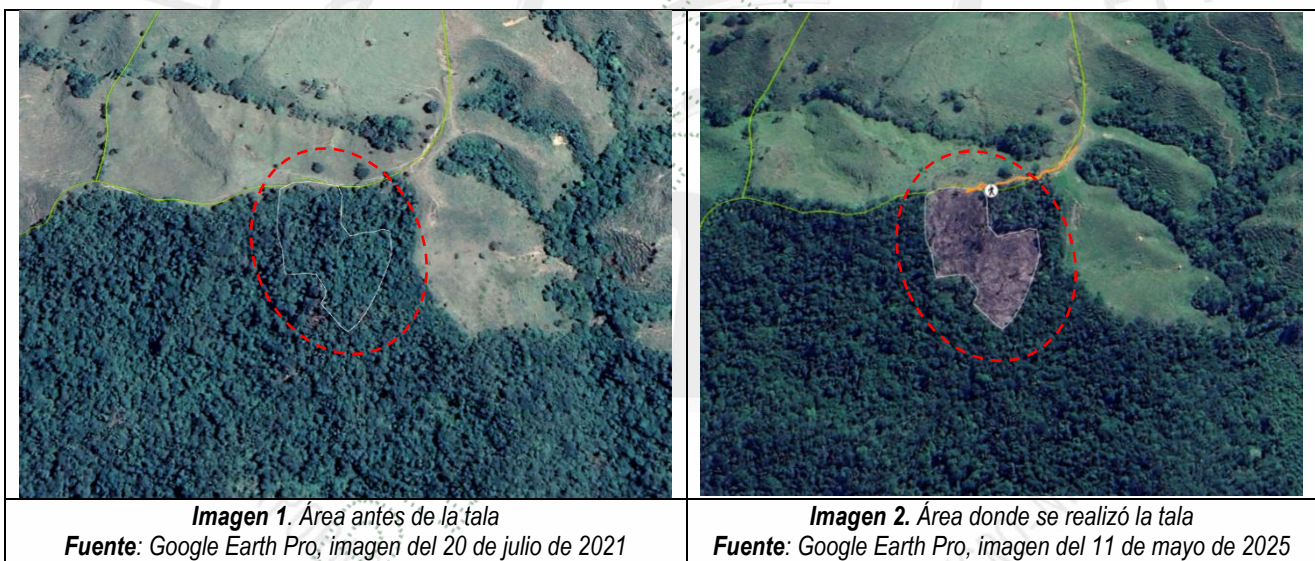 Imagen 1. Área antes de la tala
Fuente: Google Earth Pro, imagen del 20 de julio de 2021
Imagen 2. Área donde se realizó la tala
Fuente: Google Earth Pro, imagen del 11 de mayo de 2025